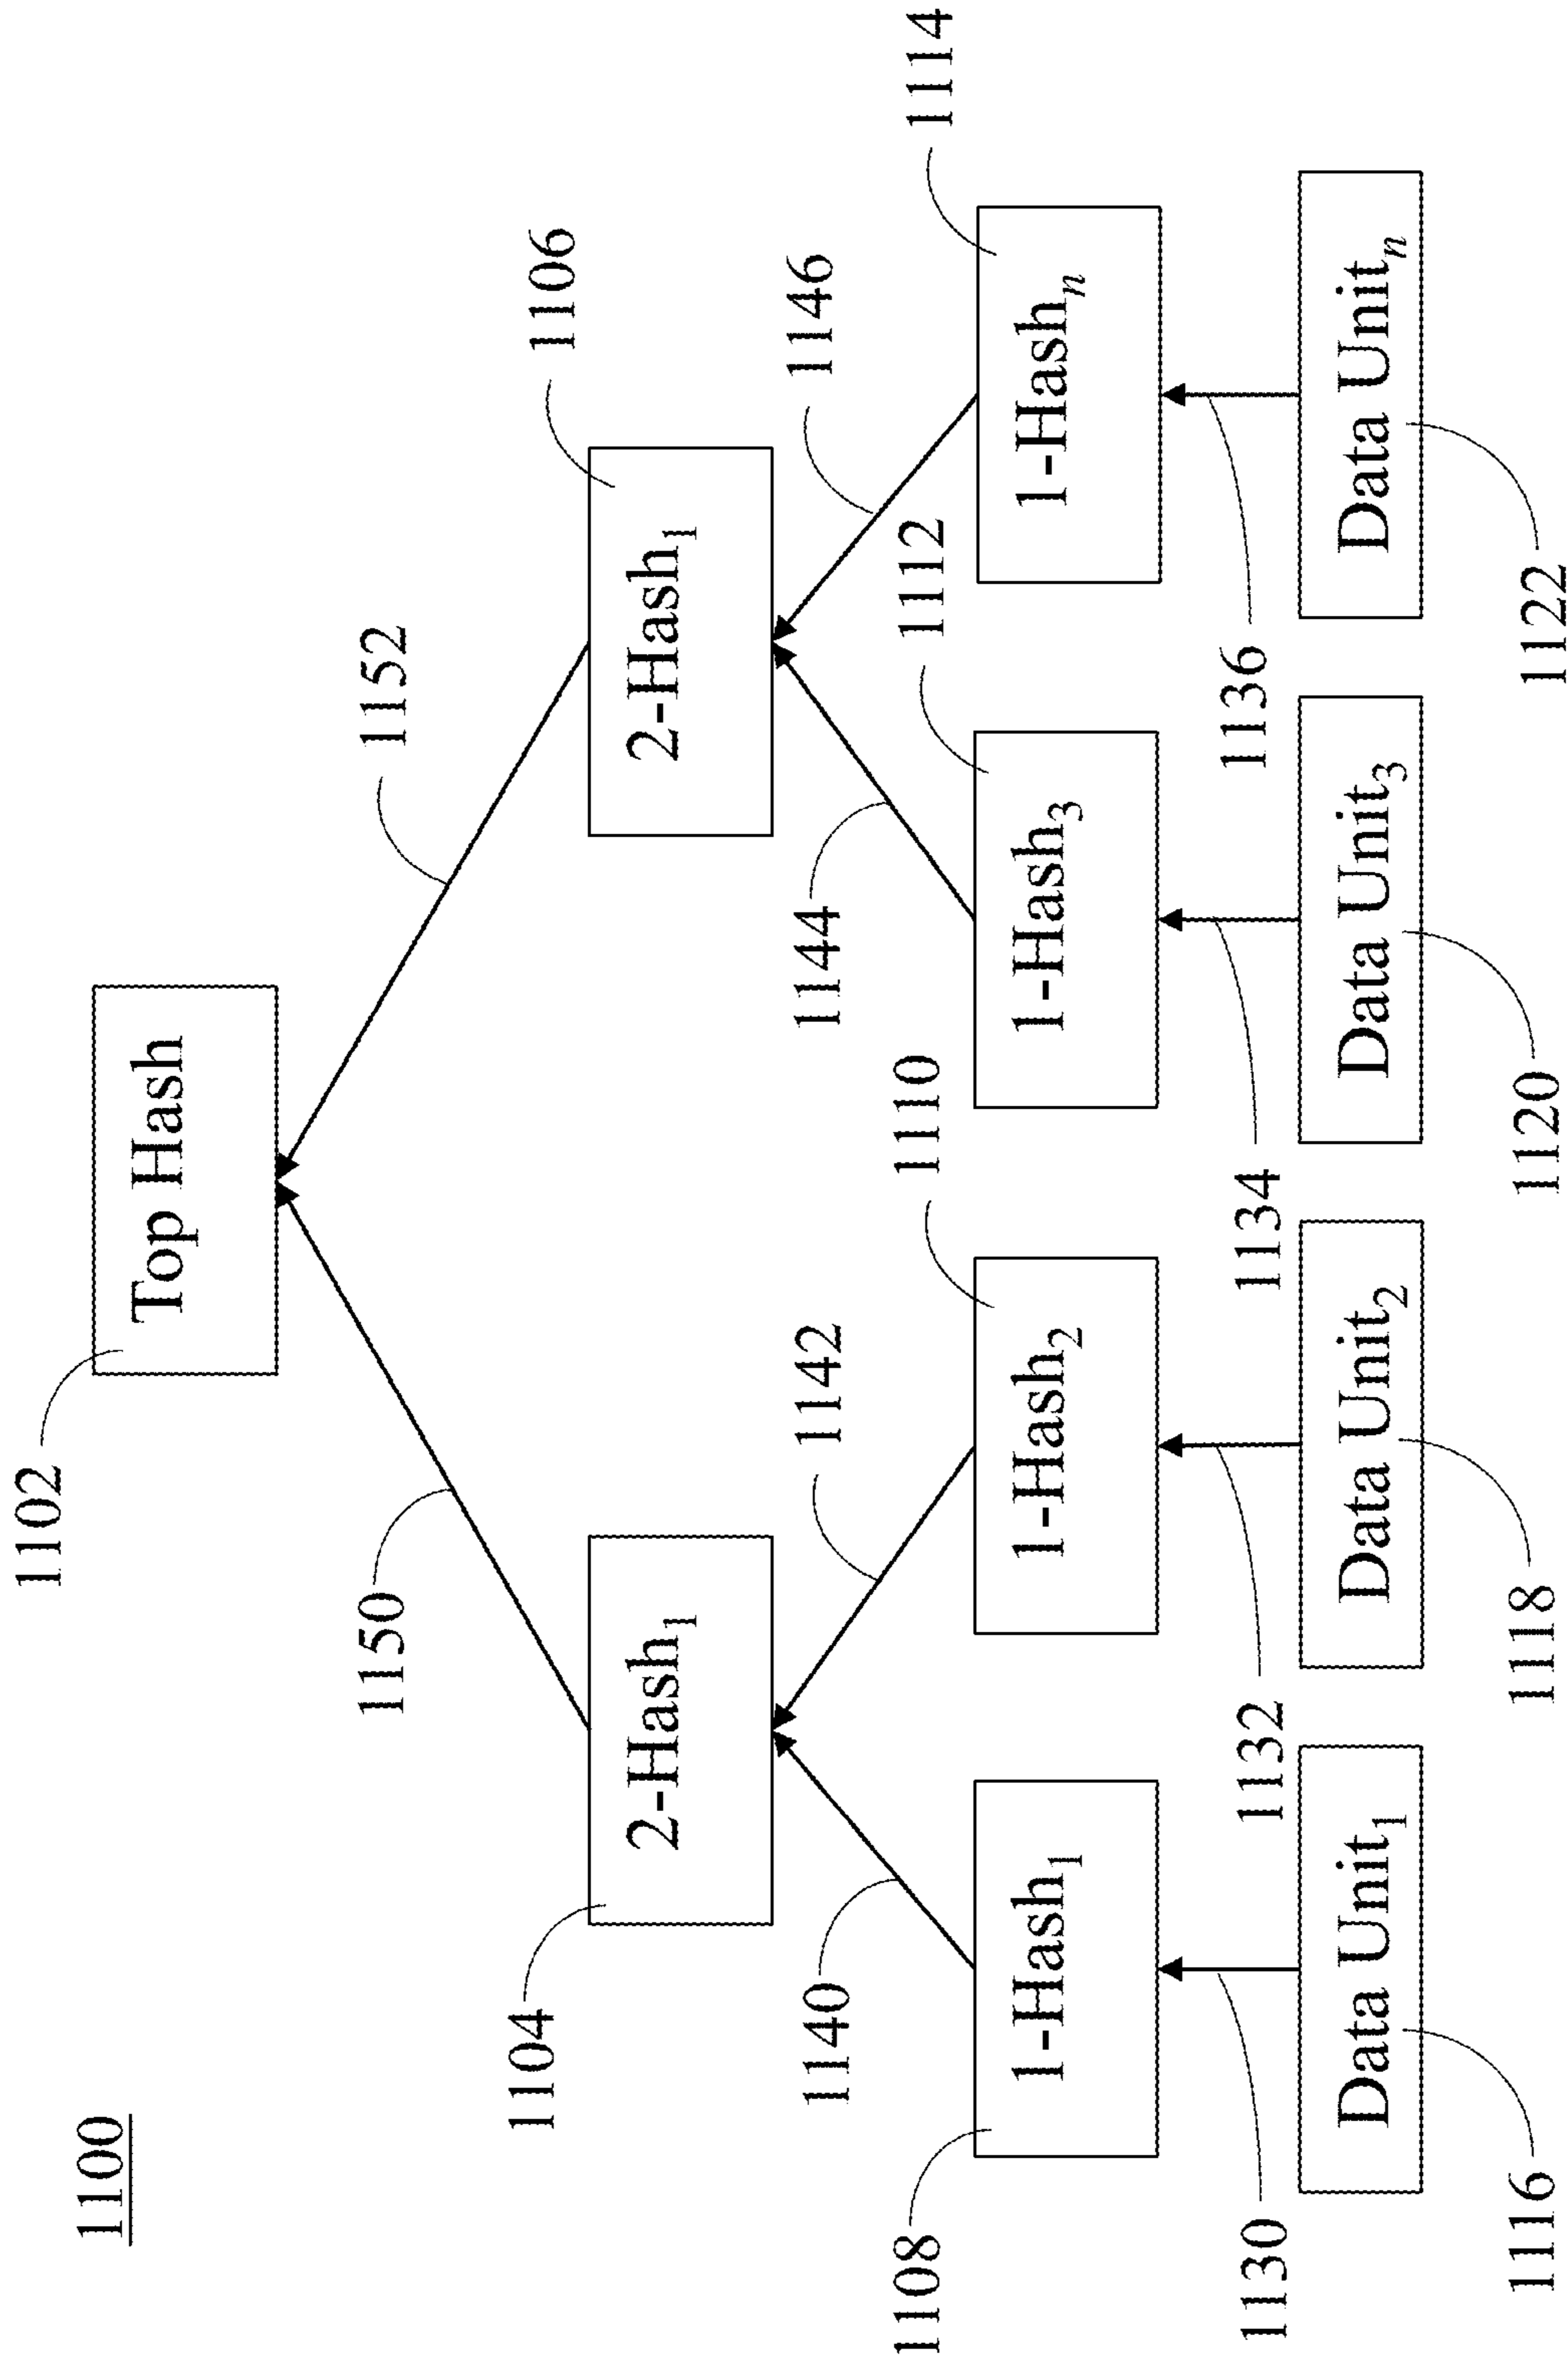 1100
1102
Top Hash
1150
1152
1104
2-Hash1
2-Hash1
1106
1140
1142
1144
1146
1108
1-Hash1
1-Hash2
1110
1-Hash3
1112
1-Hashn
1114
1130
1132
1134
1136
Data Unit1
Data Unit2
Data Unit3
Data Unitn
1116
1118
1120
1122